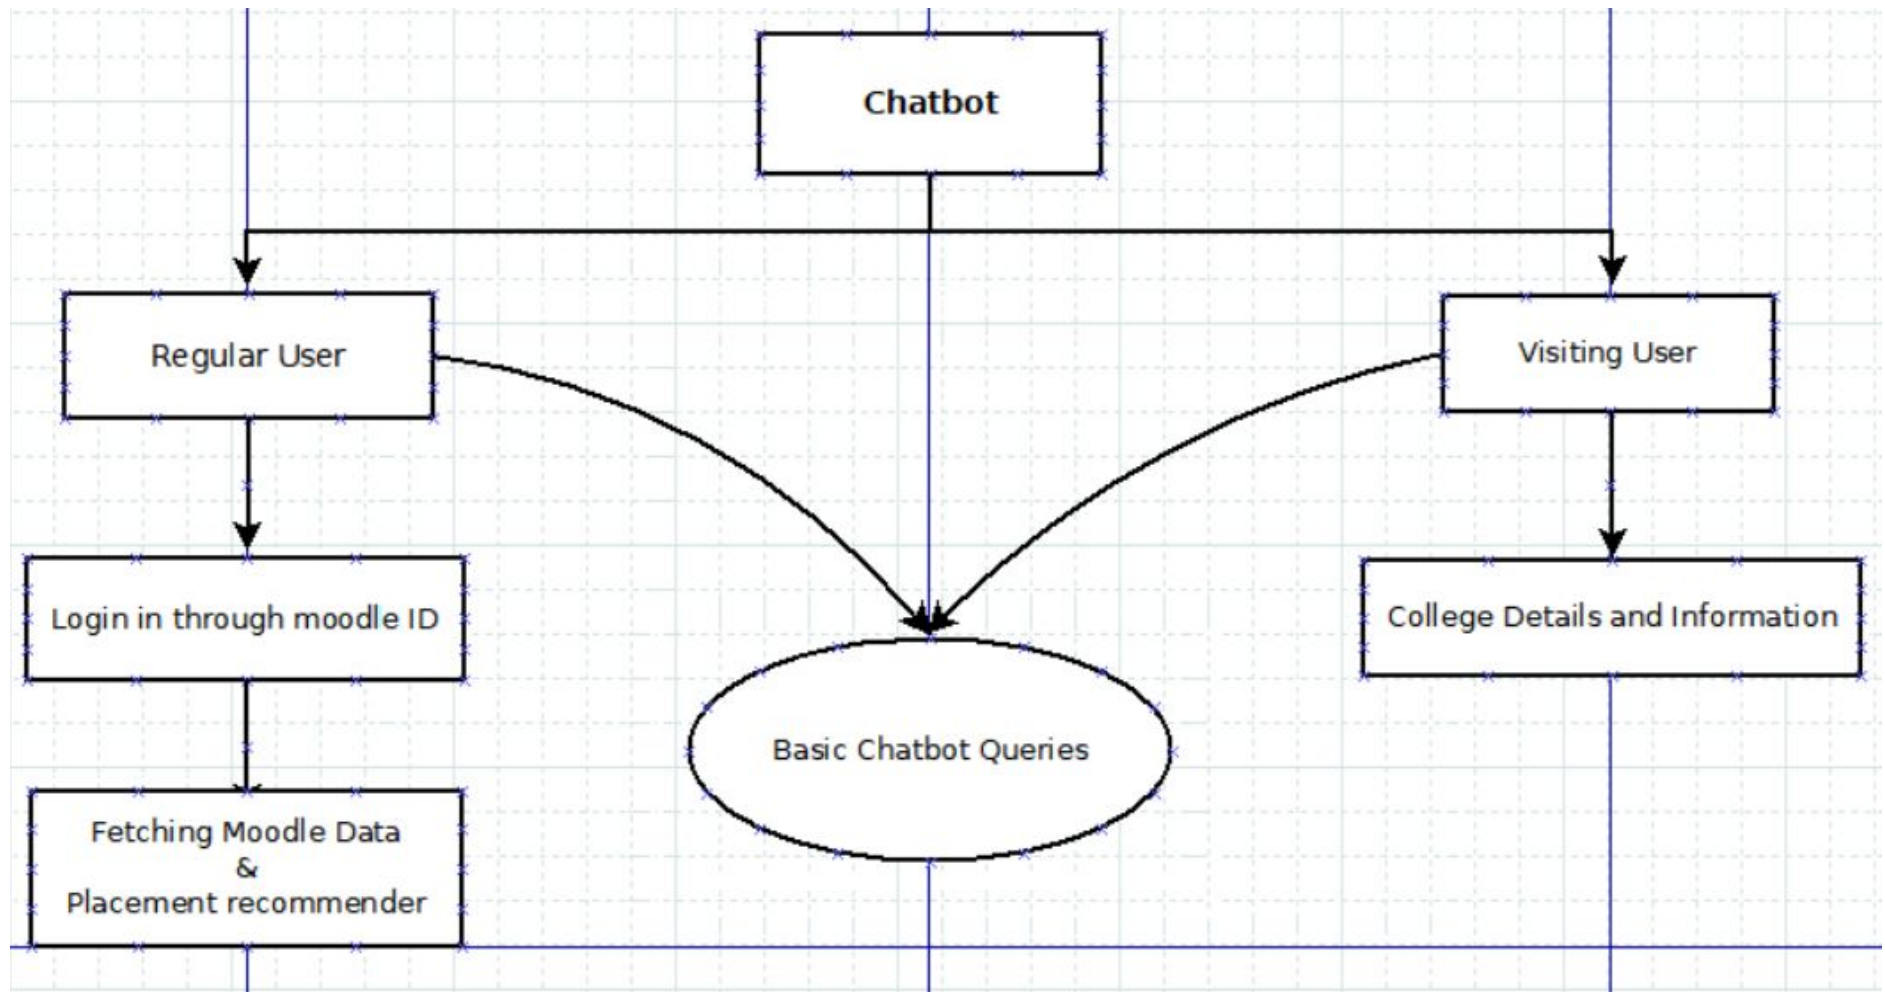 Chatbot
Regular User
Visiting User
Login in through moodle ID
College Details and Information
Basic Chatbot Queries
Fetching Moodle Data
&
Placement recommender